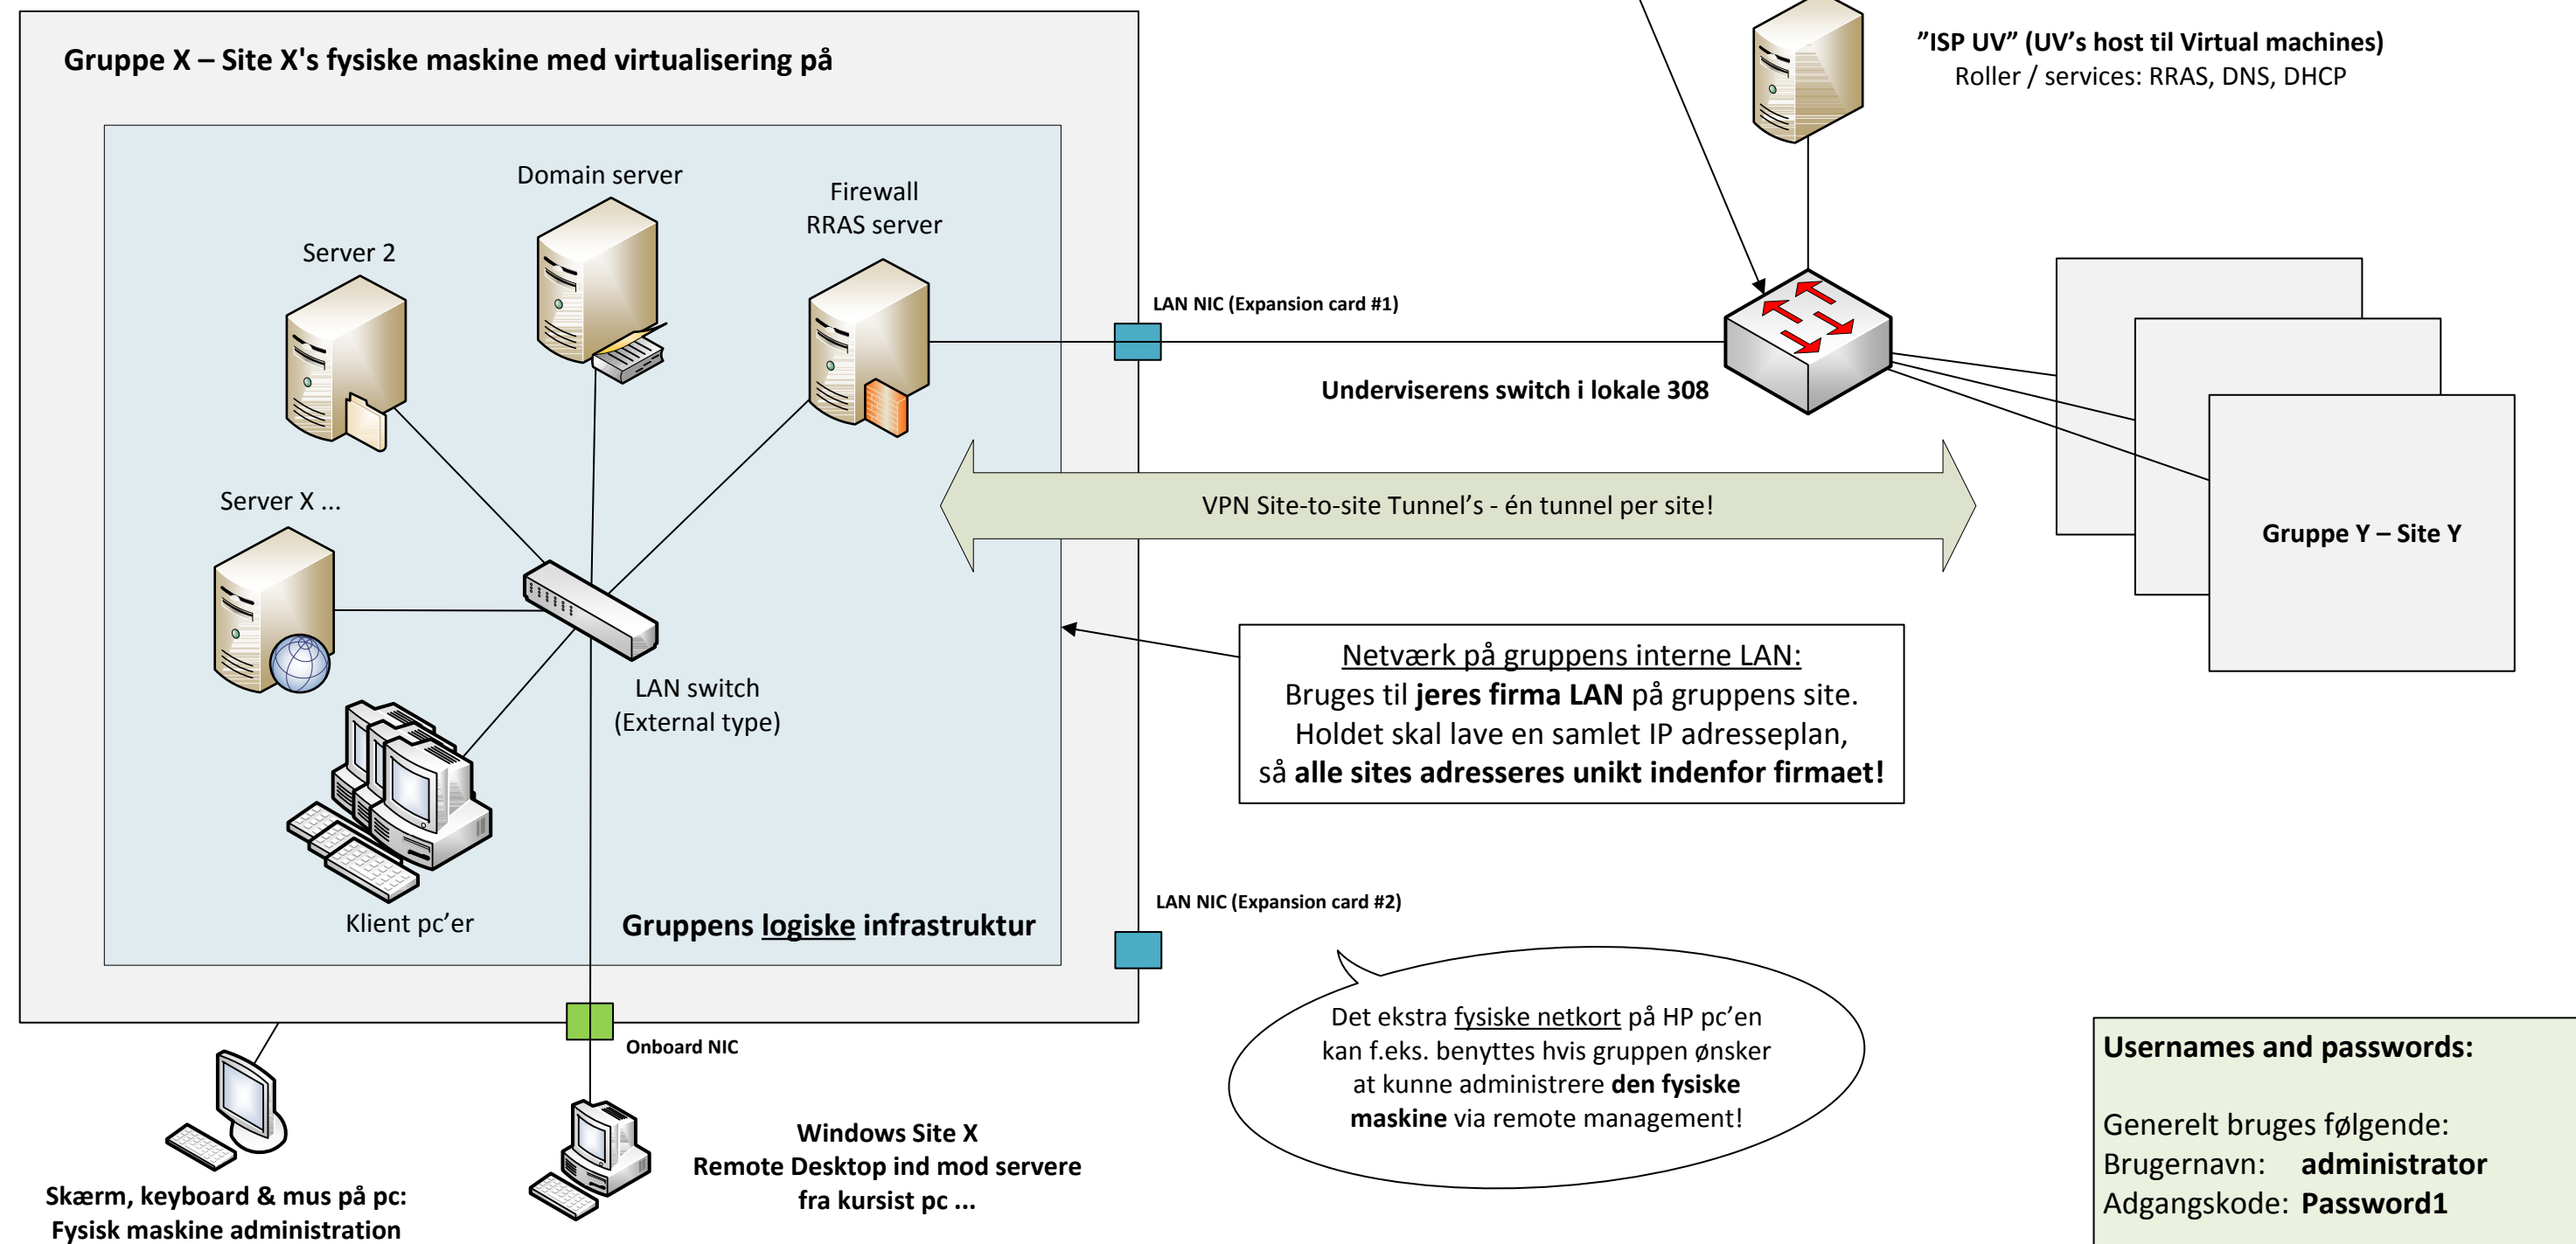 Gruppe X – Site X's fysiske maskine med virtualisering på
”ISP UV” (UV’s host til Virtual machines)
Roller / services: RRAS, DNS, DHCP
Domain server
Firewall
RRAS server
Server 2
LAN NIC (Expansion card #1)
Underviserens switch i lokale 308
Server X ...
VPN Site-to-site Tunnel’s - én tunnel per site!
Gruppe Y – Site Y
LAN switch
(External type)
Netværk på gruppens interne LAN:
Bruges til jeres firma LAN på gruppens site.
Holdet skal lave en samlet IP adresseplan,
så alle sites adresseres unikt indenfor firmaet!
Klient pc’er
Gruppens logiske infrastruktur
LAN NIC (Expansion card #2)
Onboard NIC
Det ekstra fysiske netkort på HP pc’en
kan f.eks. benyttes hvis gruppen ønsker
at kunne administrere den fysiske
maskine via remote management!
Skærm, keyboard & mus på pc:
Fysisk maskine administration
Windows Site X
Remote Desktop ind mod servere
fra kursist pc ...
Usernames and passwords:
Generelt bruges følgende:
Brugernavn: administrator
Adgangskode: Password1